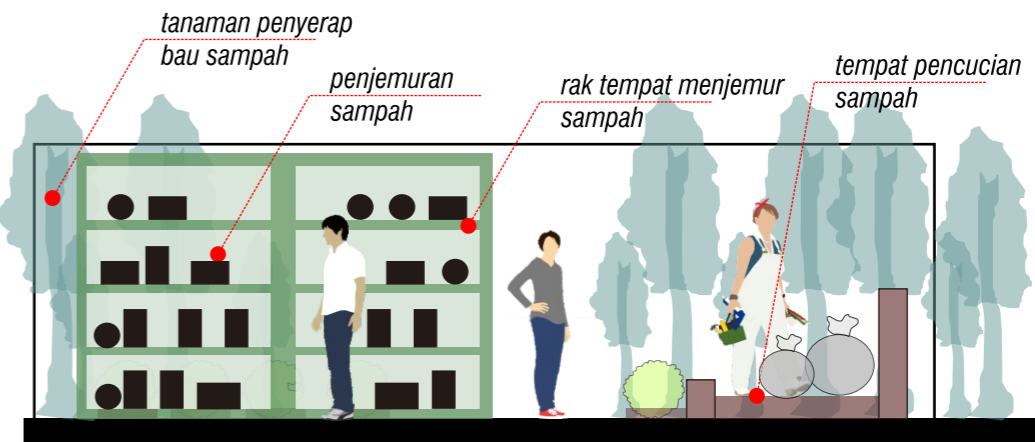 tanaman penyerap
bau sampah
penjemuran
sampah
rak tempat menjemur
sampah
tempat pencucian
sampah